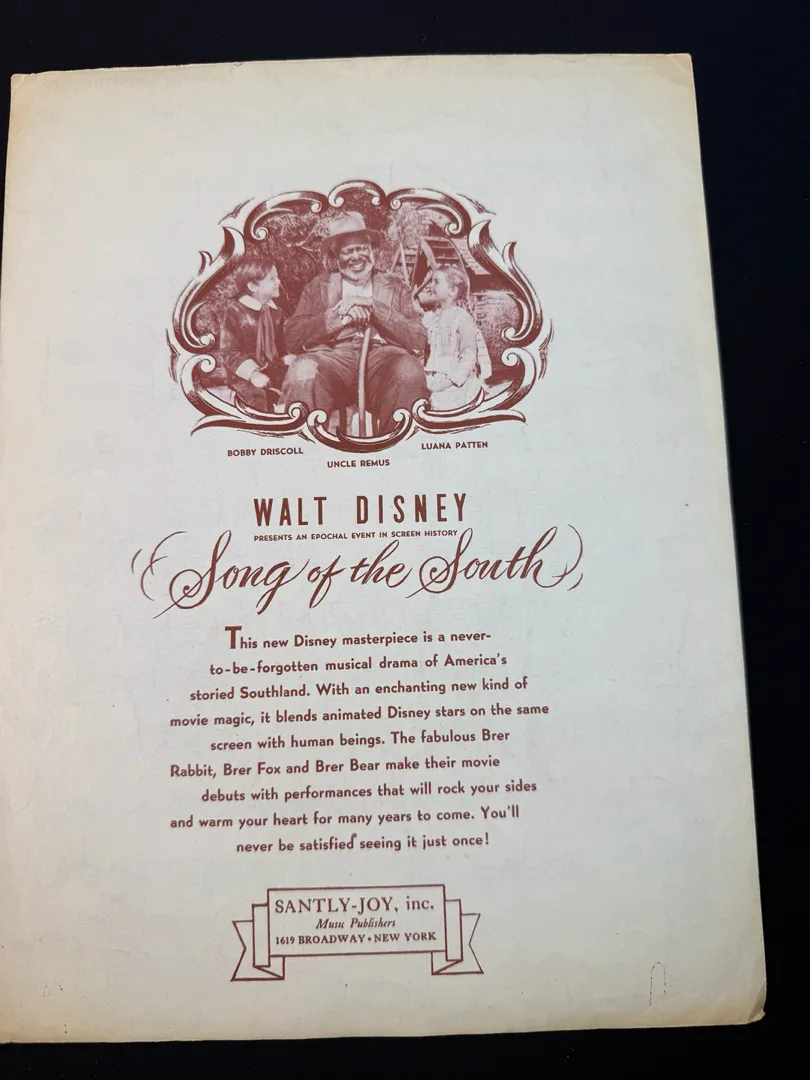 BOBBY DRISCOLL
UNCLE REMUS
LUANA PATTEN
WALT DISNEY
PRESENTS AN EPOCHAL EVENT IN SCREEN HISTORY
Song of the South
This new Disney masterpiece is a never-
to-be-forgotten musical drama of America's
storied Southland. With an enchanting new kind of
movie magic, it blends animated Disney stars on the same
screen with human beings. The fabulous Brer
Rabbit, Brer Fox and Brer Bear make their movie
debuts with performances that will rock your sides
and warm your heart for many years to come. You'll
never be satisfied seeing it just once!
SANTLY-JOY, inc.
Music Publishers
1619 BROADWAY • NEW YORK